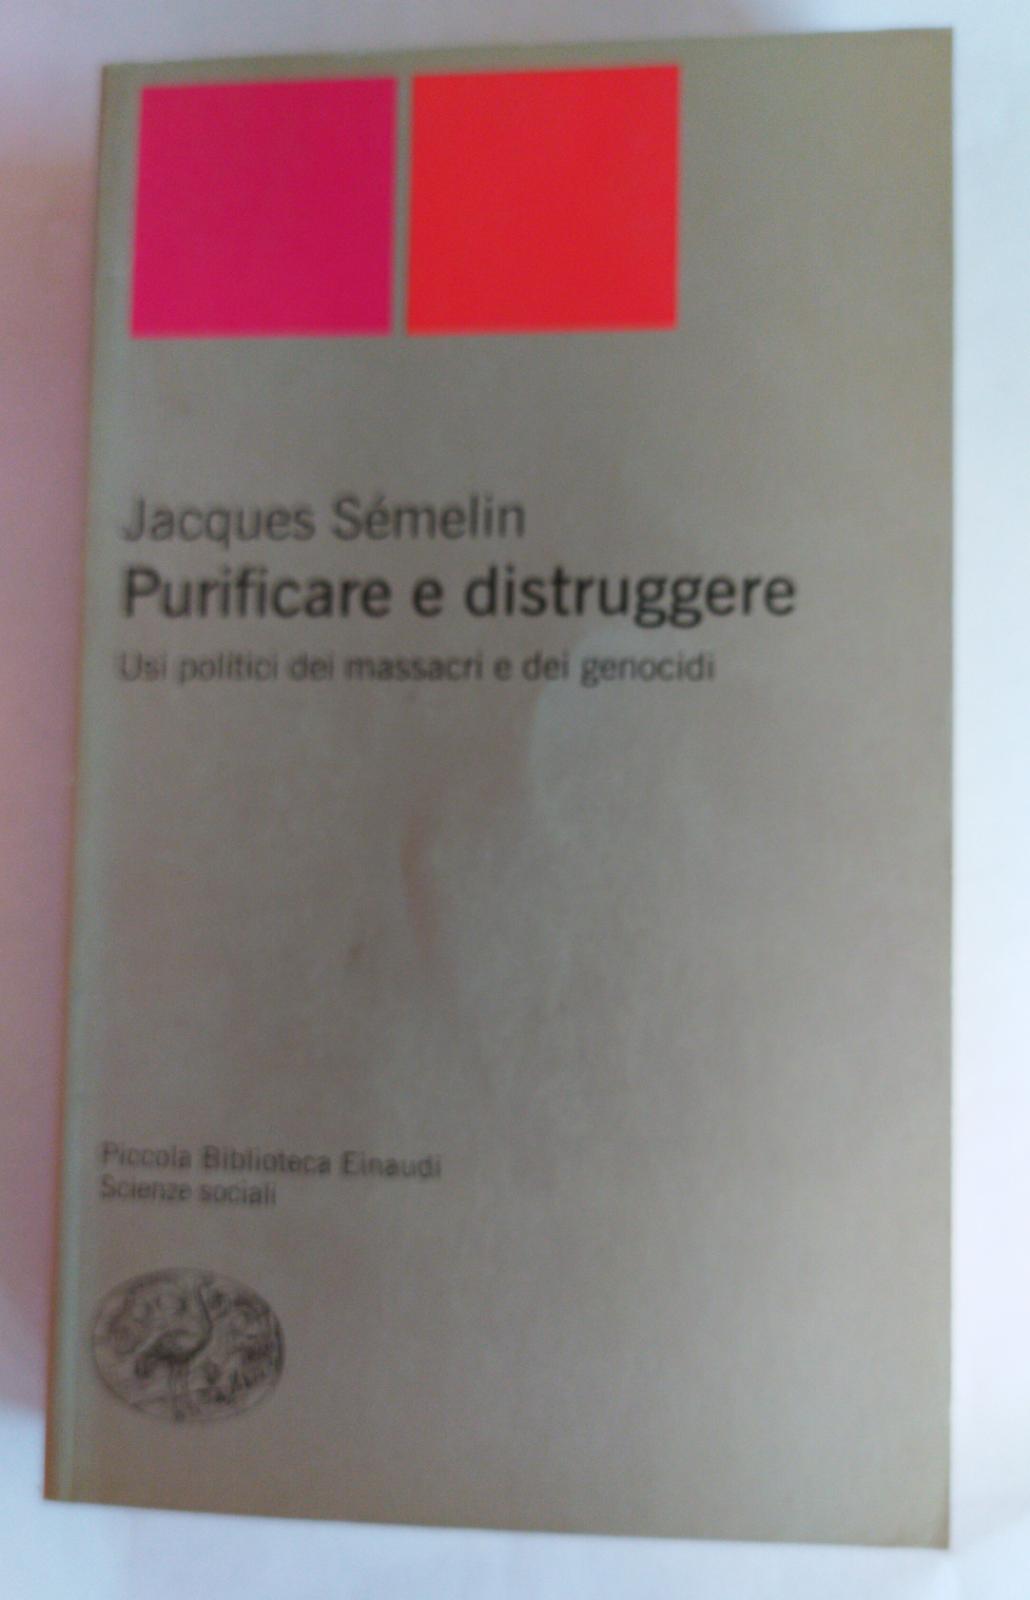 Jacques Sémelin
Purificare e distruggere
Usi politici dei massacri e dei genocidi
Piccola Biblioteca Einaudi
Scienze sociali